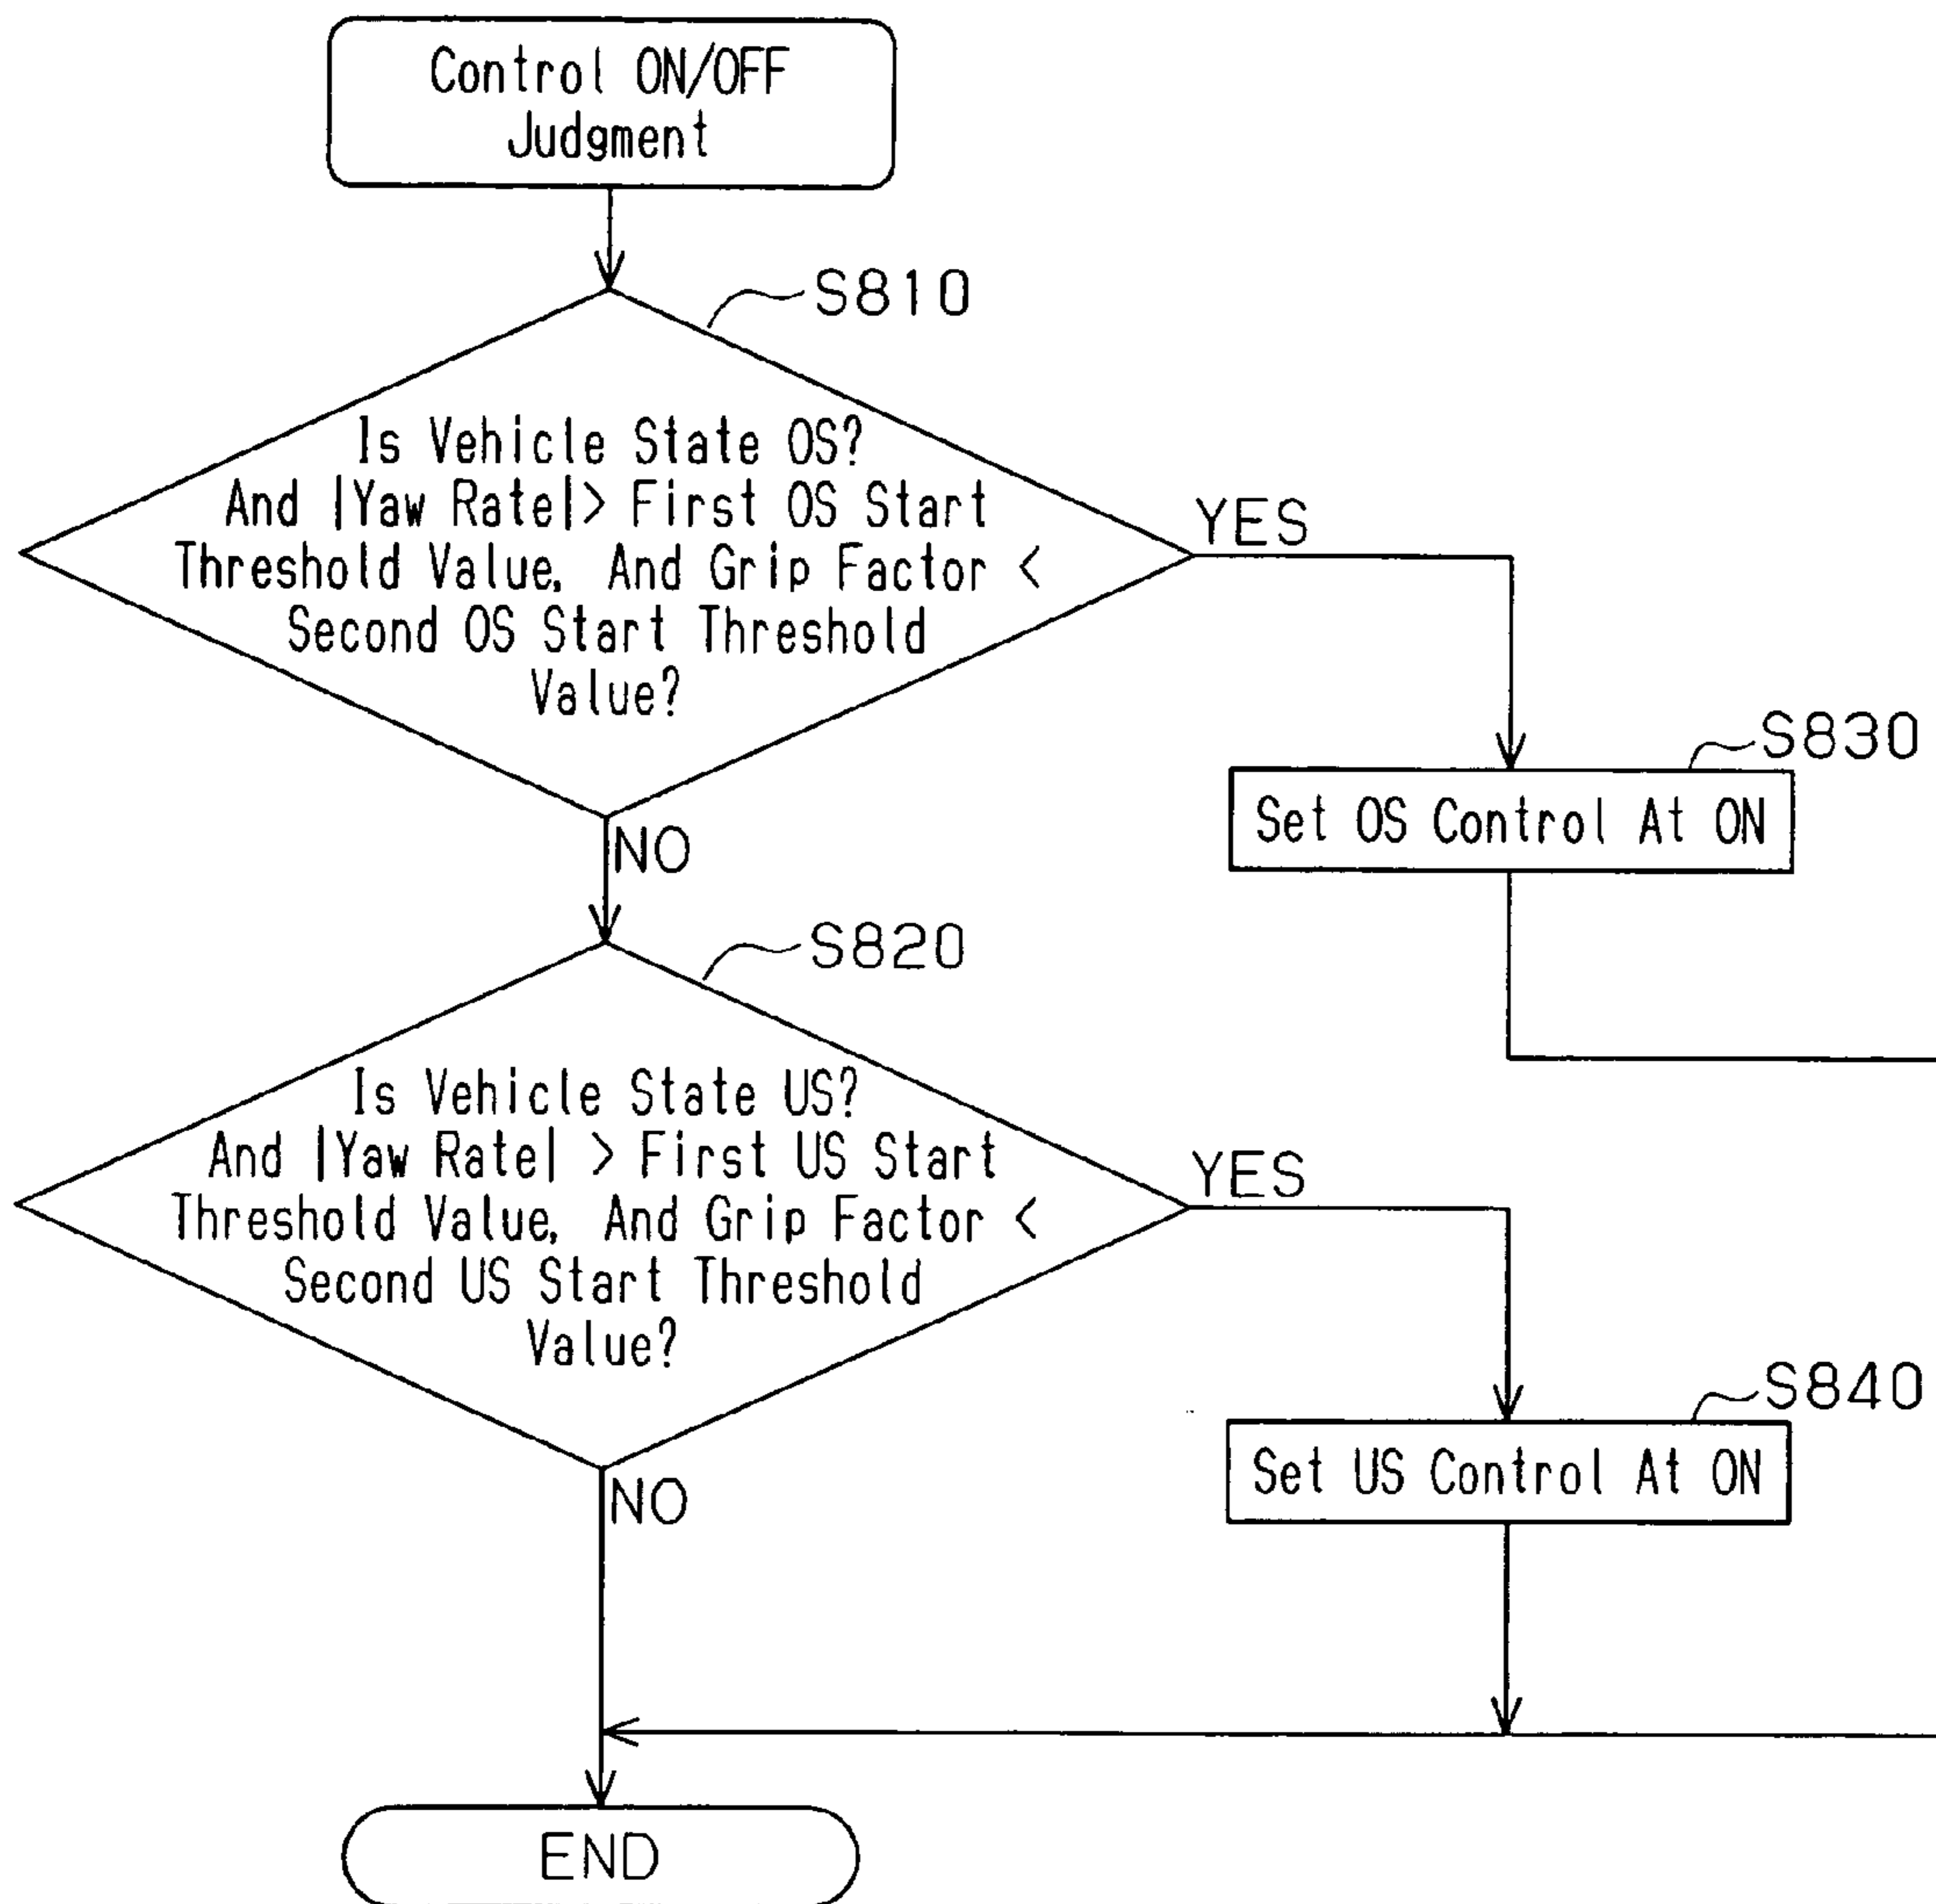 Control ON/OFF
Judgment
S810
Is Vehicle State OS?
And |Yaw Rate|> First OS Start
Threshold Value, And Grip Factor <
Second OS Start Threshold
Value?
YES
NO
S830
Set OS Control At ON
S820
Is Vehicle State US?
And |Yaw Rate| > First US Start
Threshold Value, And Grip Factor <
Second US Start Threshold
Value?
YES
NO
S840
Set US Control At ON
END